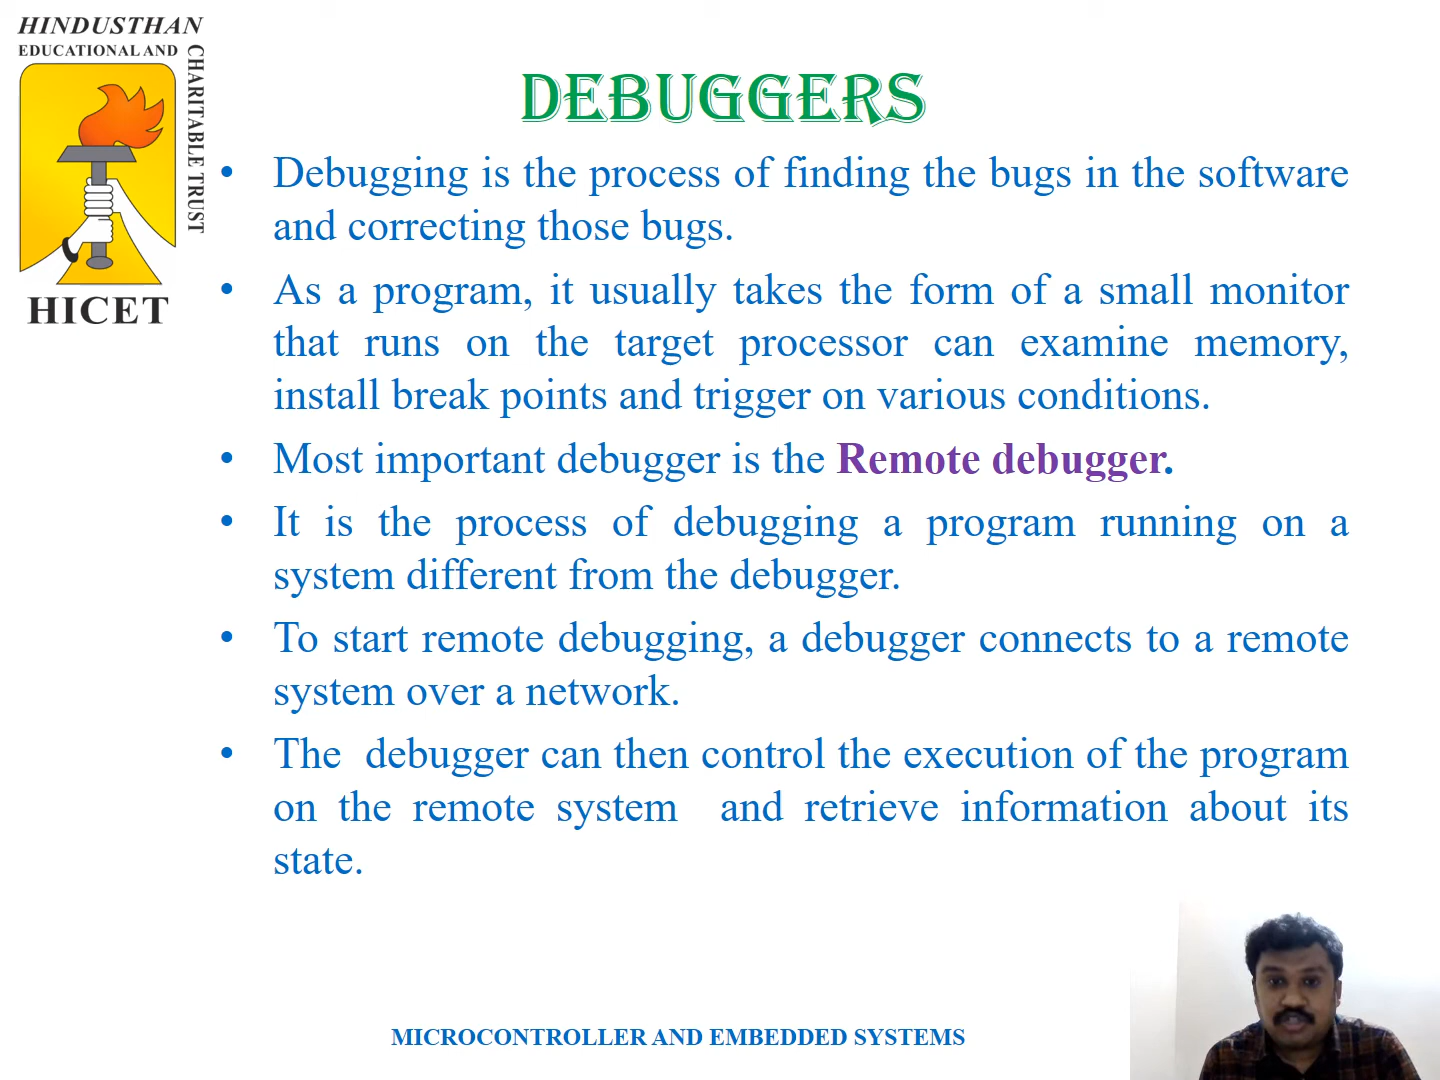 HINDUSTHAN
EDUCATIONAL AND
CHARITABLE TRUST
HICET
DEBUGGERS
• Debugging is the process of finding the bugs in the software
and correcting those bugs.
• As a program, it usually takes the form of a small monitor
that runs on the target processor can examine memory,
install break points and trigger on various conditions.
• Most important debugger is the Remote debugger.
• It is the process of debugging a program running on a
system different from the debugger.
• To start remote debugging, a debugger connects to a remote
system over a network.
• The debugger can then control the execution of the program
on the remote system and retrieve information about its
state.
MICROCONTROLLER AND EMBEDDED SYSTEMS